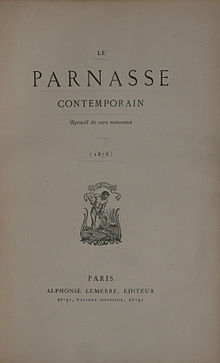 LE
PARNASSE
CONTEMPORAIN
Recueil de vers nouveaux
(1876)
PARIS
ALPHONSE LEMERRE, ÉDITEUR
27-31, PASSAGE CHOISEUL, 27-31